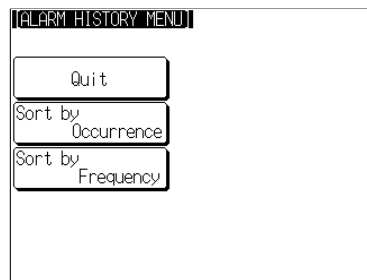 [ALARM HISTORY MENU]
Quit
Sort by
Occurrence
Sort by
Frequency